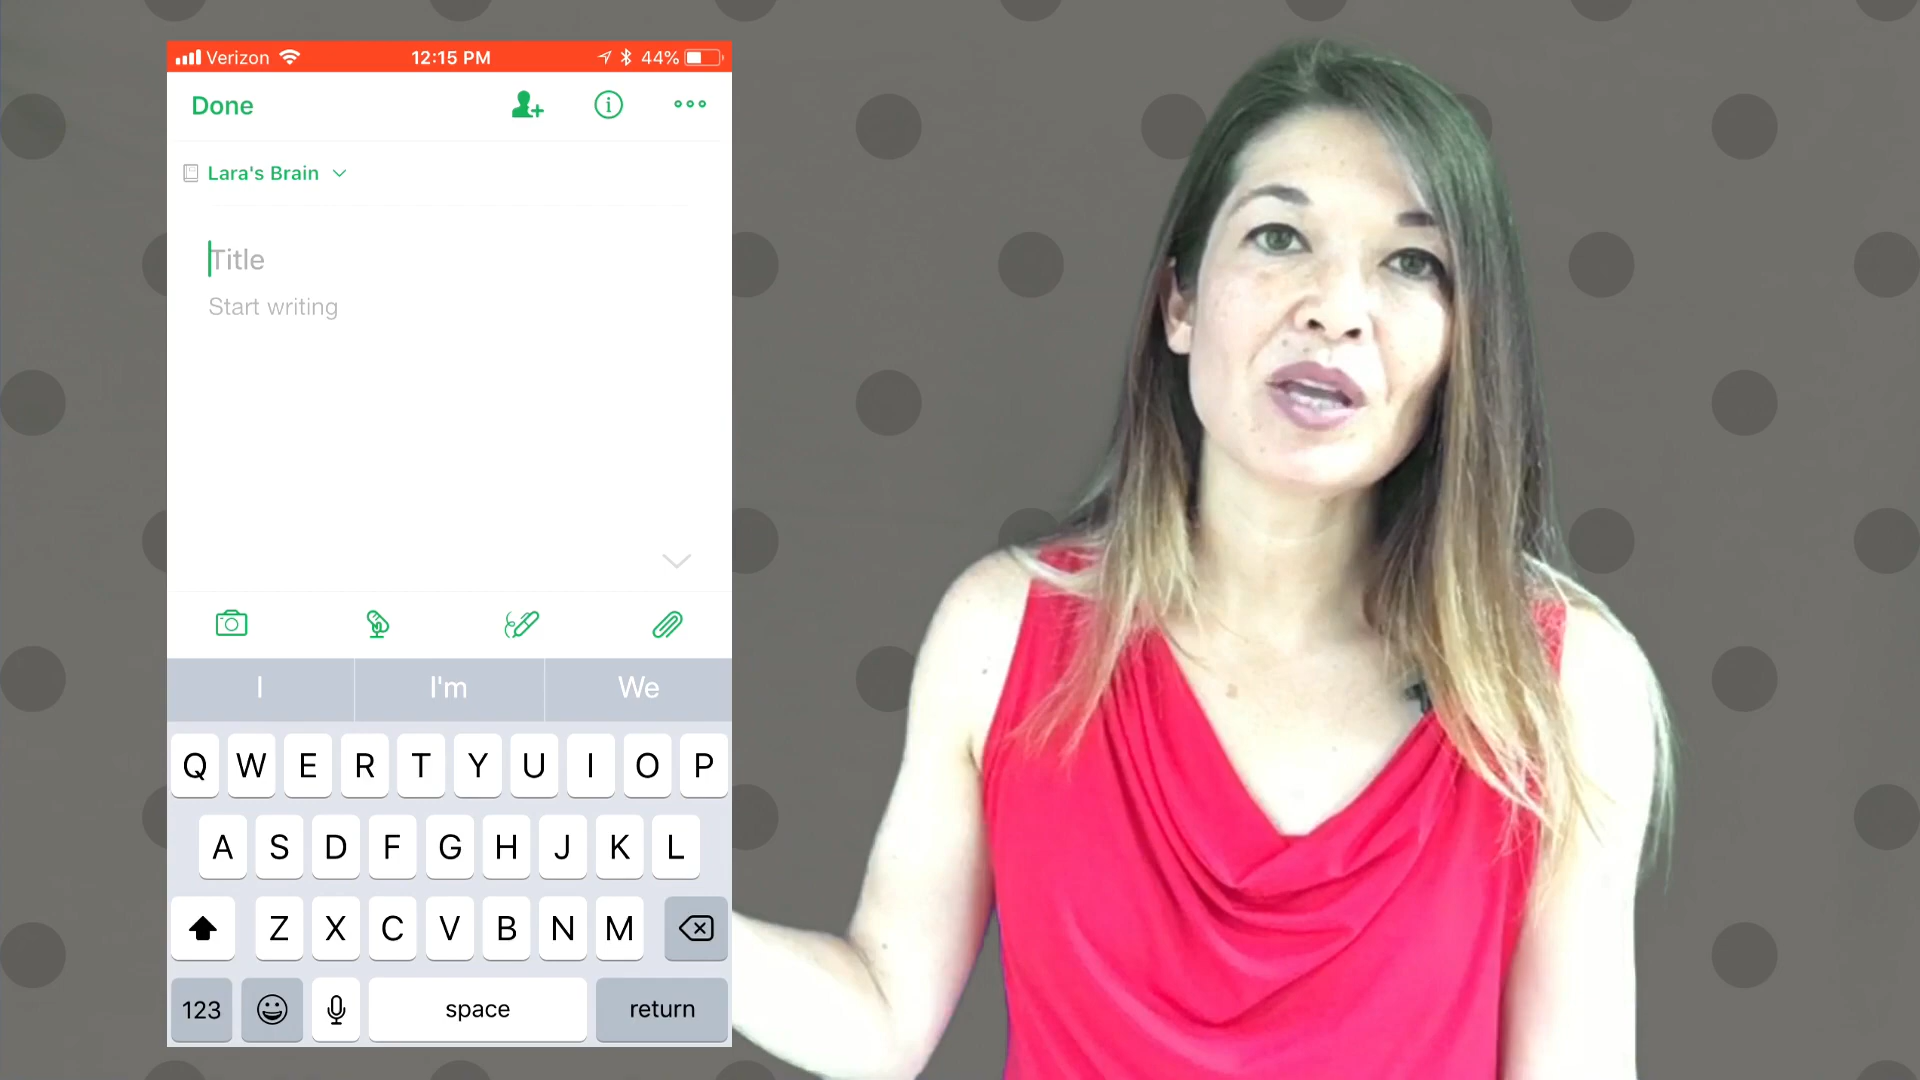 Verizon 12:15 PM 44%
Done
Lara's Brain
Title
Start writing
I I'm We
Q W E R T Y U I O P
A S D F G H J K L
Z X C V B N M
123 space return